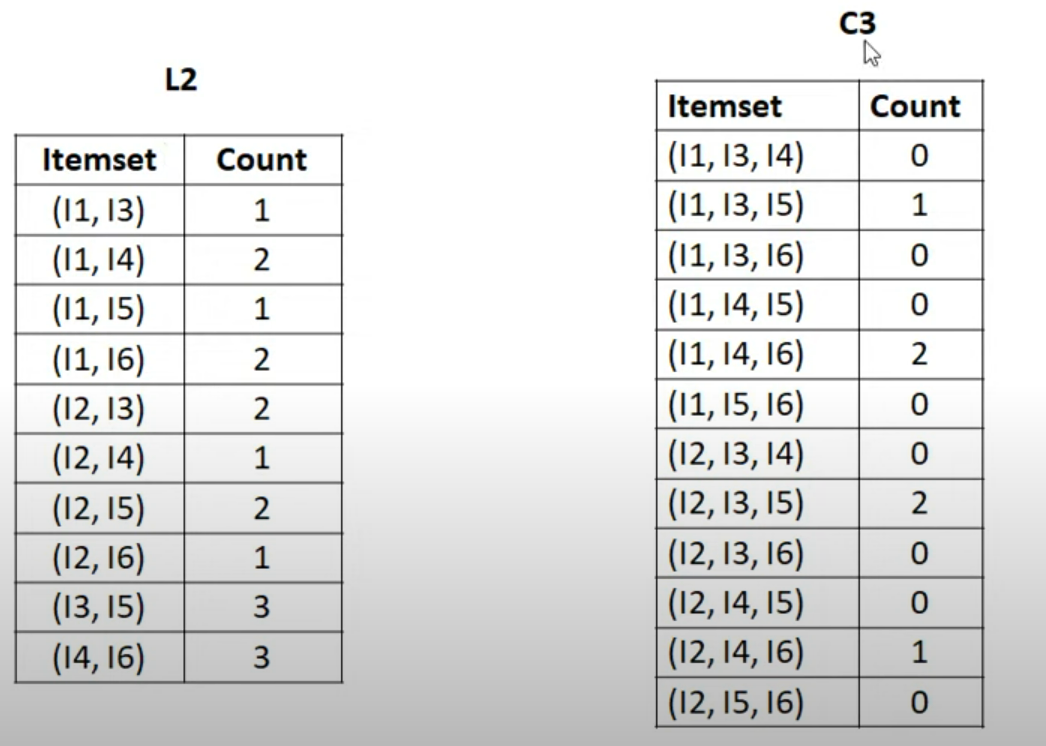 L2
Itemset Count
(I1, I3) 1
(I1, I4) 2
(I1, I5) 1
(I1, I6) 2
(I2, I3) 2
(I2, I4) 1
(I2, I5) 2
(I2, I6) 1
(I3, I5) 3
(I4, I6) 3
C3
Itemset Count
(I1, I3, I4) 0
(I1, I3, I5) 1
(I1, I3, I6) 0
(I1, I4, I5) 0
(I1, I4, I6) 2
(I1, I5, I6) 0
(I2, I3, I4) 0
(I2, I3, I5) 2
(I2, I3, I6) 0
(I2, I4, I5) 0
(I2, I4, I6) 1
(I2, I5, I6) 0